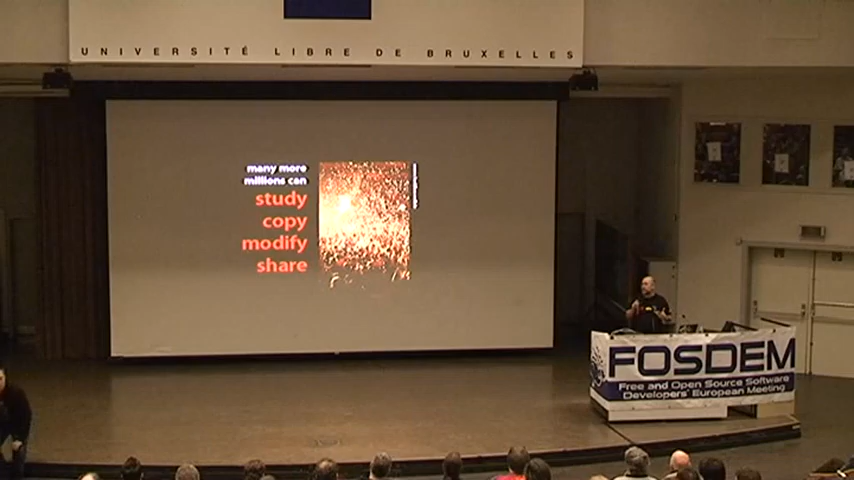 UNIVERSITÉ LIBRE DE BRUXELLES
many more
millions can
study
copy
modify
share
FOSDEM
Free and Open Source Software
Developers' European Meeting